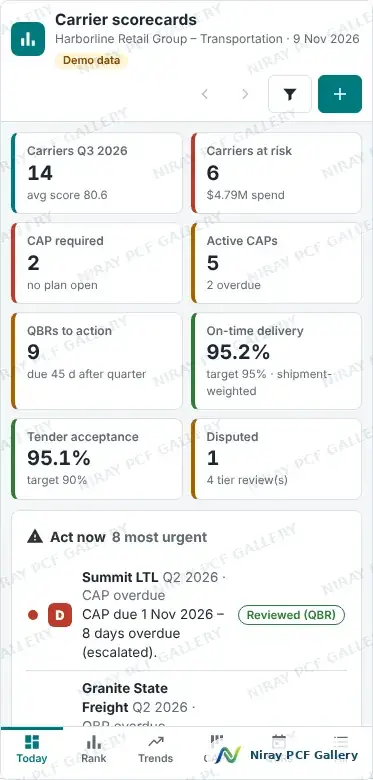 Carrier scorecards
Harborline Retail Group – Transportation · 9 Nov 2026
Demo data
Carriers Q3 2026
14
avg score 80.6
Carriers at risk
6
$4.79M spend
CAP required
2
no plan open
Active CAPs
5
2 overdue
QBRs to action
9
due 45 d after quarter
On-time delivery
95.2%
target 95% · shipment-
weighted
Tender acceptance
95.1%
target 90%
Disputed
1
4 tier review(s)
Act now 8 most urgent
D
Summit LTL Q2 2026 ·
CAP overdue
CAP due 1 Nov 2026 –
8 days overdue
(escalated).
Reviewed (QBR)
Granite State
Freight Q2 2026 ·
QBR overdue
Today
Rank
Trends
Niray PCF Gallery
NIRAY PCF GALLERY